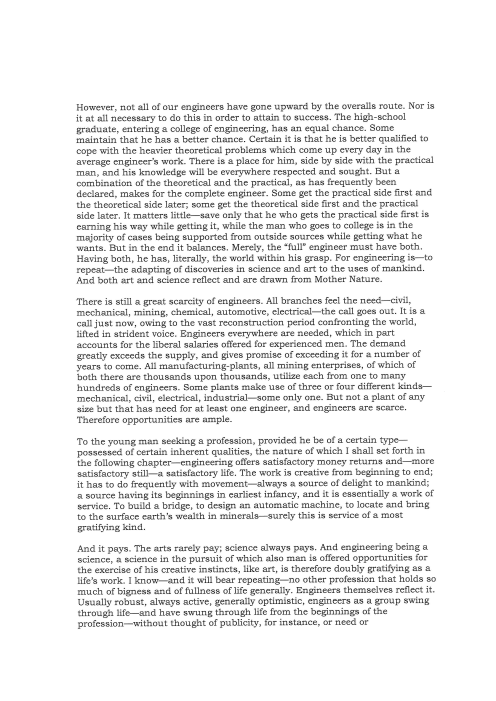 However, not all of our engineers have gone upward by the overalls route. Nor is
it at all necessary to do this in order to attain to success. The high-school
graduate, entering a college of engineering, has an equal chance. Some
maintain that he has a better chance. Certain it is that he is better qualified to
cope with the heavier theoretical problems which come up every day in the
average engineer's work. There is a place for him, side by side with the practical
man, and his knowledge will be everywhere respected and sought. But a
combination of the theoretical and the practical, as has frequently been
declared, makes for the complete engineer. Some get the practical side first and
the theoretical side later; some get the theoretical side first and the practical
side later. It matters little—save only that he who gets the practical side first is
earning his way while getting it, while the man who goes to college is in the
majority of cases being supported from outside sources while getting what he
wants. But in the end it balances. Merely, the "full" engineer must have both.
Having both, he has, literally, the world within his grasp. For engineering is—to
repeat—the adapting of discoveries in science and art to the uses of mankind.
And both art and science reflect and are drawn from Mother Nature.
There is still a great scarcity of engineers. All branches feel the need—civil,
mechanical, mining, chemical, automotive, electrical—the call goes out. It is a
call just now, owing to the vast reconstruction period confronting the world,
lifted in strident voice. Engineers everywhere are needed, which in part
accounts for the liberal salaries offered for experienced men. The demand
greatly exceeds the supply, and gives promise of exceeding it for a number of
years to come. All manufacturing-plants, all mining enterprises, of which of
both there are thousands upon thousands, utilize each from one to many
hundreds of engineers. Some plants make use of three or four different kinds—
mechanical, civil, electrical, industrial—some only one. But not a plant of any
size but that has need for at least one engineer, and engineers are scarce.
Therefore opportunities are ample.
To the young man seeking a profession, provided he be of a certain type—
possessed of certain inherent qualities, the nature of which I shall set forth in
the following chapter—engineering offers satisfactory money returns and—more
satisfactory still—a satisfactory life. The work is creative from beginning to end;
it has to do frequently with movement—always a source of delight to mankind;
a source having its beginnings in earliest infancy, and it is essentially a work of
service. To build a bridge, to design an automatic machine, to locate and bring
to the surface earth's wealth in minerals—surely this is service of a most
gratifying kind.
And it pays. The arts rarely pay; science always pays. And engineering being a
science, a science in the pursuit of which also man is offered opportunities for
the exercise of his creative instincts, like art, is therefore doubly gratifying as a
life's work. I know—and it will bear repeating—no other profession that holds so
much of bigness and of fullness of life generally. Engineers themselves reflect it.
Usually robust, always active, generally optimistic, engineers as a group swing
through life—and have swung through life from the beginnings of the
profession—without thought of publicity, for instance, or need or